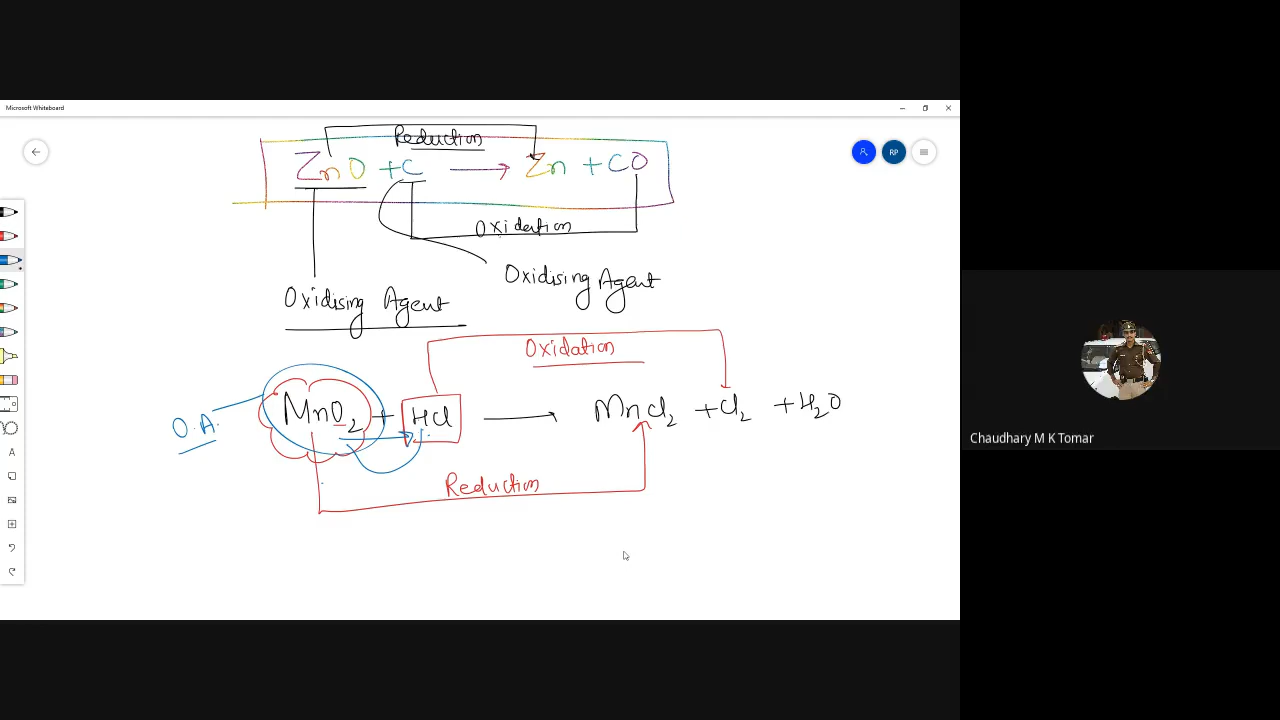 Microsoft Whiteboard
RP
Reduction
ZnO + C → Zn + CO
Oxidation
Oxidising Agent
Oxidising Agent
Oxidation
MnO₂ + HCl → MnCl₂ + Cl₂ + H₂O
O.A.
Reduction
Chaudhary M K Tomar